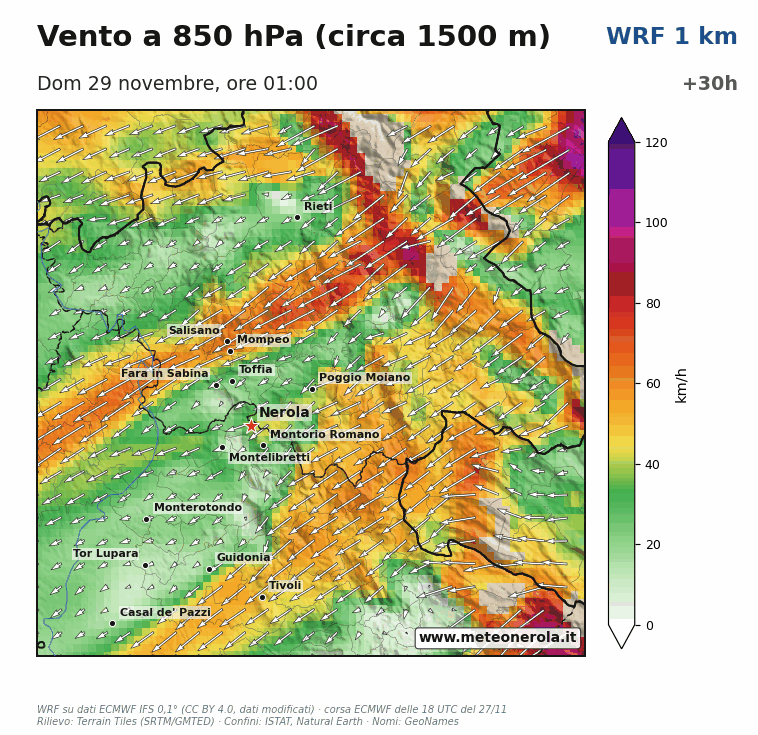 Vento a 850 hPa (circa 1500 m)
WRF 1 km
Dom 29 novembre, ore 01:00
+30h
Rieti
Salisano
Mompeo
Fara in Sabina
Toffia
Poggio Moiano
Nerola
Montorio Romano
Montelibretti
Monterotondo
Tor Lupara
Guidonia
Tivoli
Casal de' Pazzi
www.meteonerola.it
120
100
80
60
40
20
0
km/h
WRF su dati ECMWF IFS 0,1° (CC BY 4.0, dati modificati) · corsa ECMWF delle 18 UTC del 27/11
Rilievo: Terrain Tiles (SRTM/GMTED) · Confini: ISTAT, Natural Earth · Nomi: GeoNames